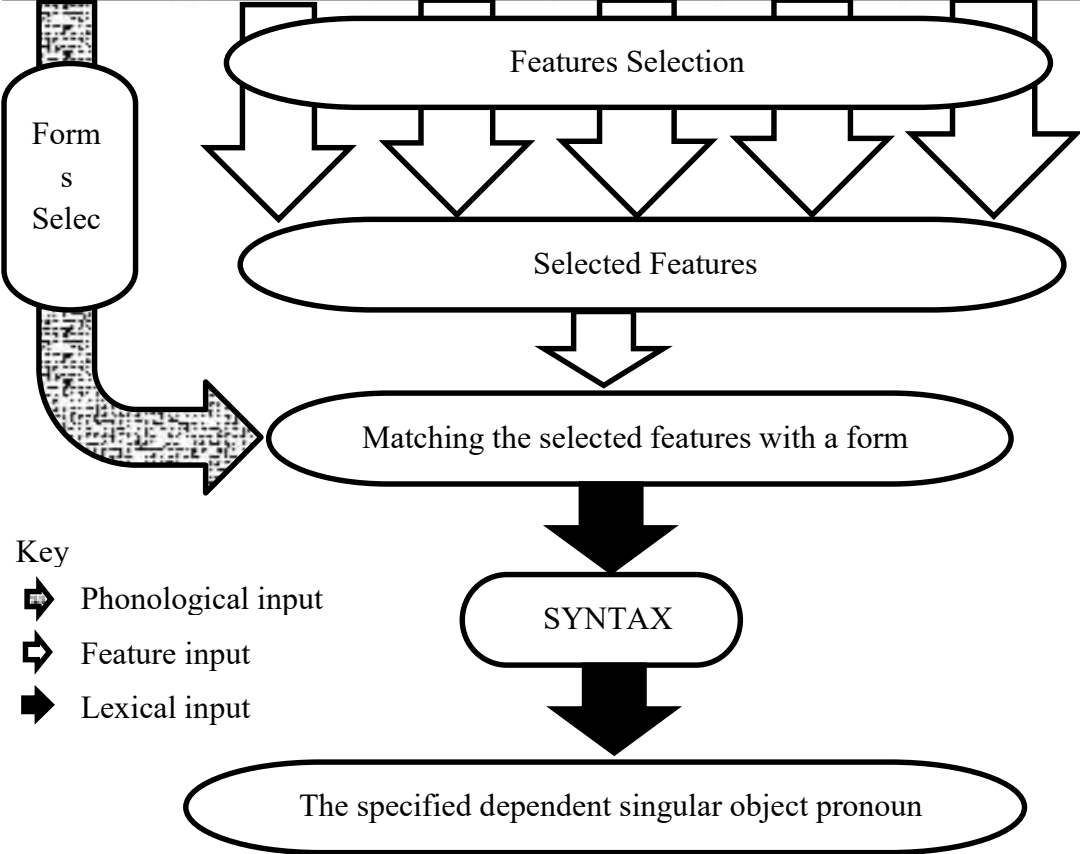 Features Selection
Form
s
Selec
Selected Features
Matching the selected features with a form
Key
Phonological input
SYNTAX
Feature input
Lexical input
The specified dependent singular object pronoun